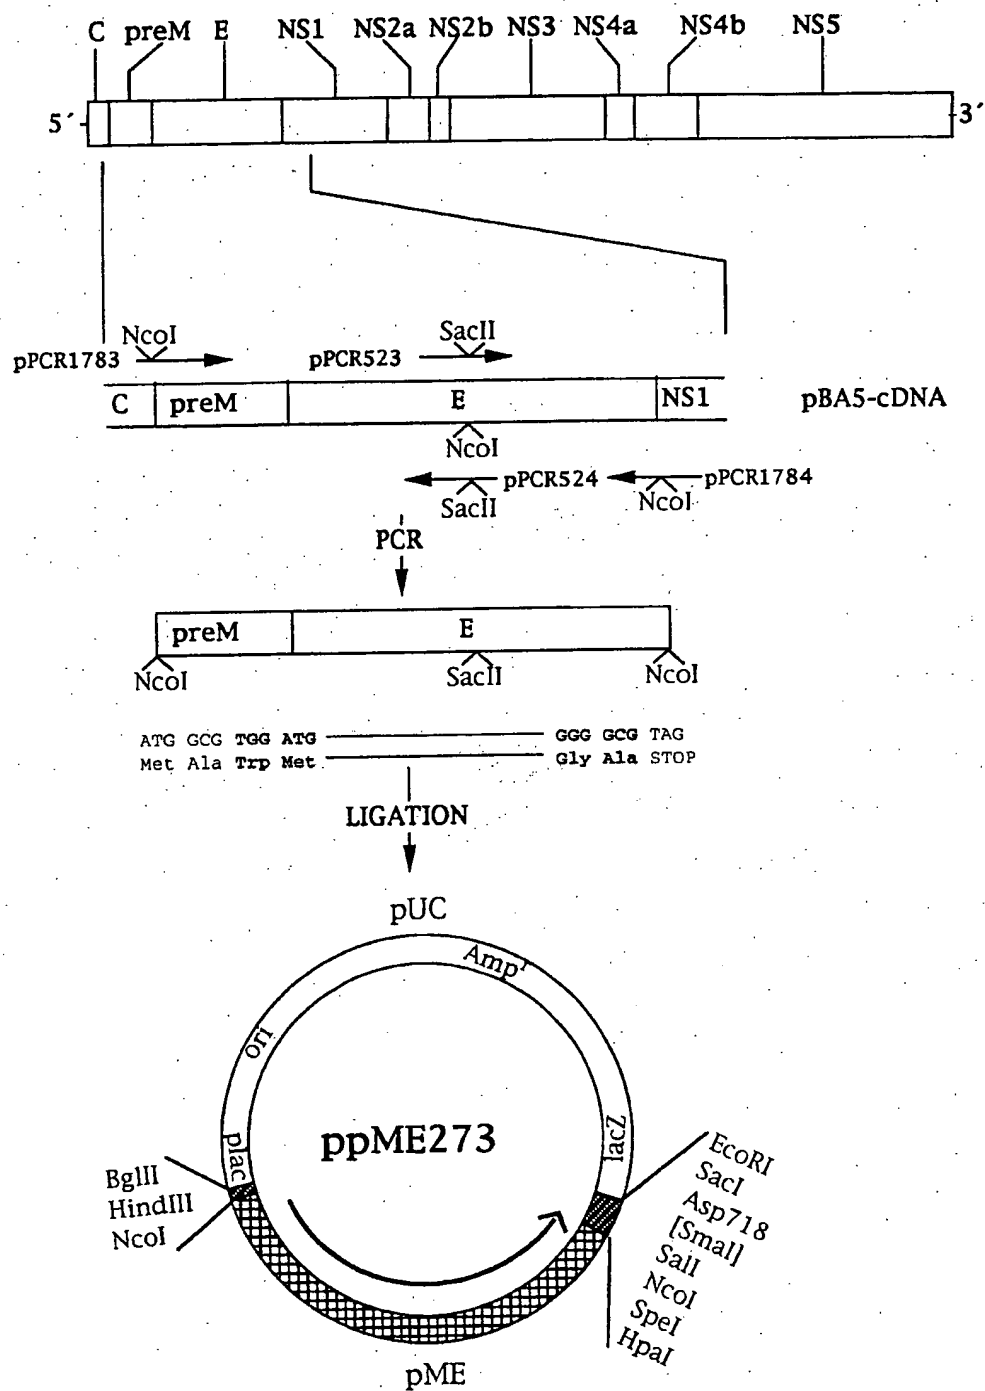 C preM E NS1 NS2a NS2b NS3 NS4a NS4b NS5
5´ 3´
NcoI SacII
pPCR1783 pPCR523
C preM E NS1 pBA5-cDNA
NcoI
pPCR524 pPCR1784
SacII NcoI
PCR
preM E
NcoI SacII NcoI
ATG GCG TGG ATG GGG GCG TAG
Met Ala Trp Met Gly Ala STOP
LIGATION
pUC
Ampr
ori
plac
lacZ
ppME273
BglII
HindIII
NcoI
EcoRI
SacI
Asp718
[SmaI]
SalI
NcoI
SpeI
HpaI
pME